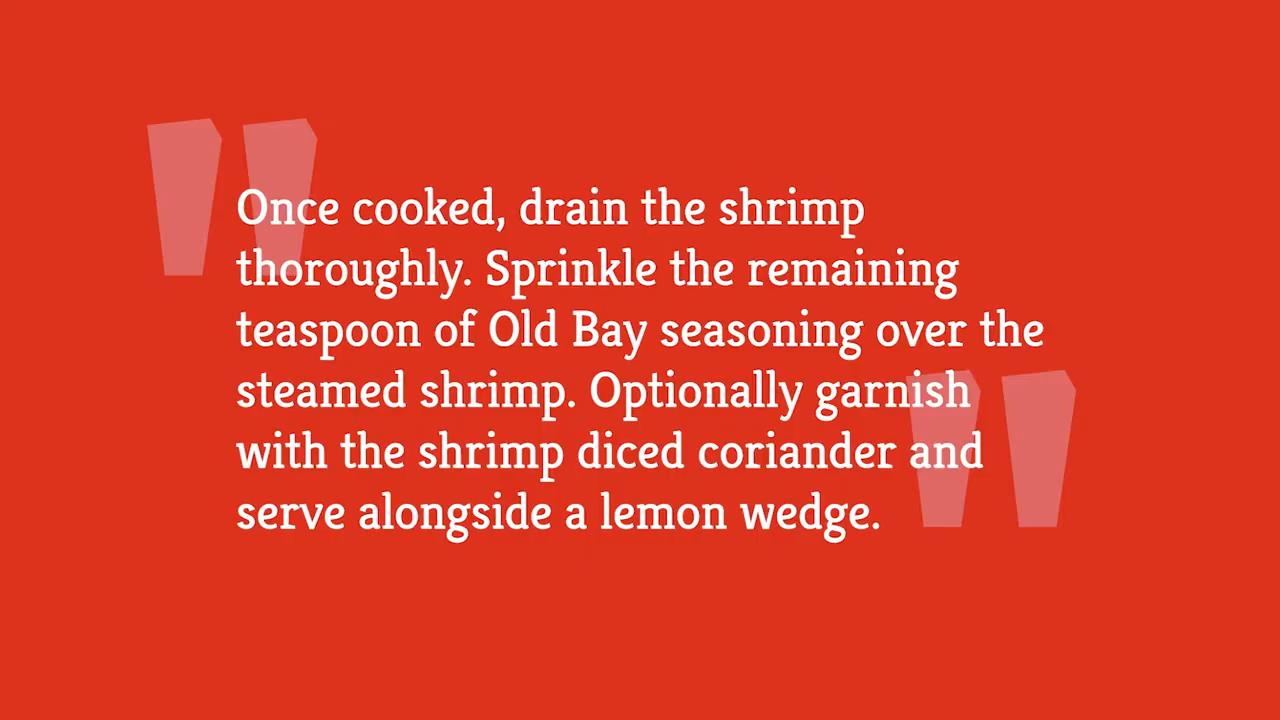 Once cooked, drain the shrimp
thoroughly. Sprinkle the remaining
teaspoon of Old Bay seasoning over the
steamed shrimp. Optionally garnish
with the shrimp diced coriander and
serve alongside a lemon wedge.